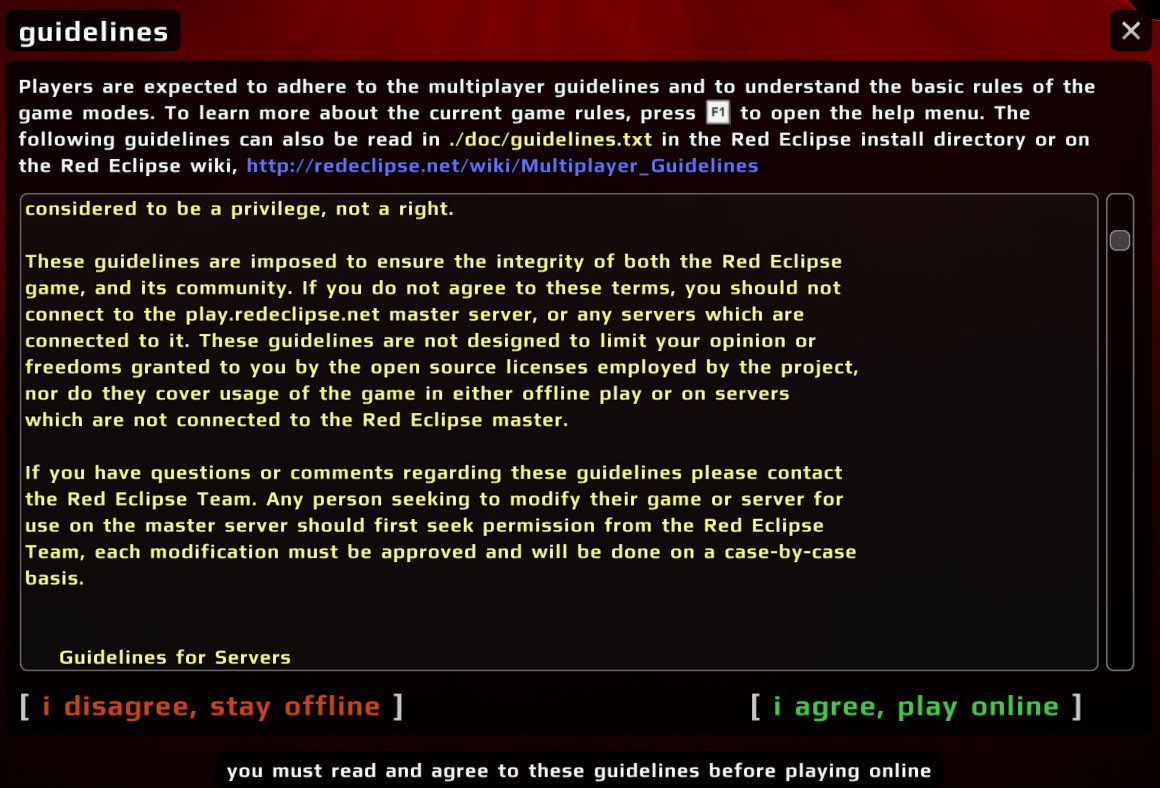 guidelines
Players are expected to adhere to the multiplayer guidelines and to understand the basic rules of the
game modes. To learn more about the current game rules, press F1 to open the help menu. The
following guidelines can also be read in ./doc/guidelines.txt in the Red Eclipse install directory or on
the Red Eclipse wiki, http://redeclipse.net/wiki/Multiplayer_Guidelines
considered to be a privilege, not a right.
These guidelines are imposed to ensure the integrity of both the Red Eclipse
game, and its community. If you do not agree to these terms, you should not
connect to the play.redeclipse.net master server, or any servers which are
connected to it. These guidelines are not designed to limit your opinion or
freedoms granted to you by the open source licenses employed by the project,
nor do they cover usage of the game in either offline play or on servers
which are not connected to the Red Eclipse master.
If you have questions or comments regarding these guidelines please contact
the Red Eclipse Team. Any person seeking to modify their game or server for
use on the master server should first seek permission from the Red Eclipse
Team, each modification must be approved and will be done on a case-by-case
basis.
Guidelines for Servers
[ i disagree, stay offline ]
[ i agree, play online ]
you must read and agree to these guidelines before playing online